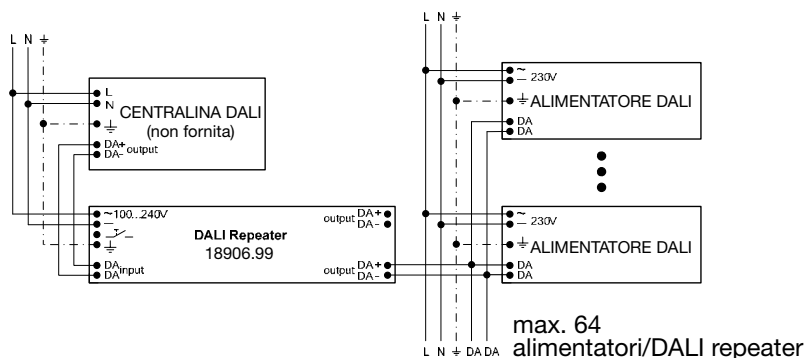 L N ⏚
L
N
CENTRALINA DALI
(non fornita)
⏚
DA+ output
DA-
~100...240V
DALI Repeater
18906.99
⏚
DA input
DA
output DA+
DA-
output DA+
DA-
L N ⏚
~
230V
⏚ ALIMENTATORE DALI
DA
DA
~
230V
⏚ ALIMENTATORE DALI
DA
DA
L N ⏚ DA DA
max. 64
alimentatori/DALI repeater